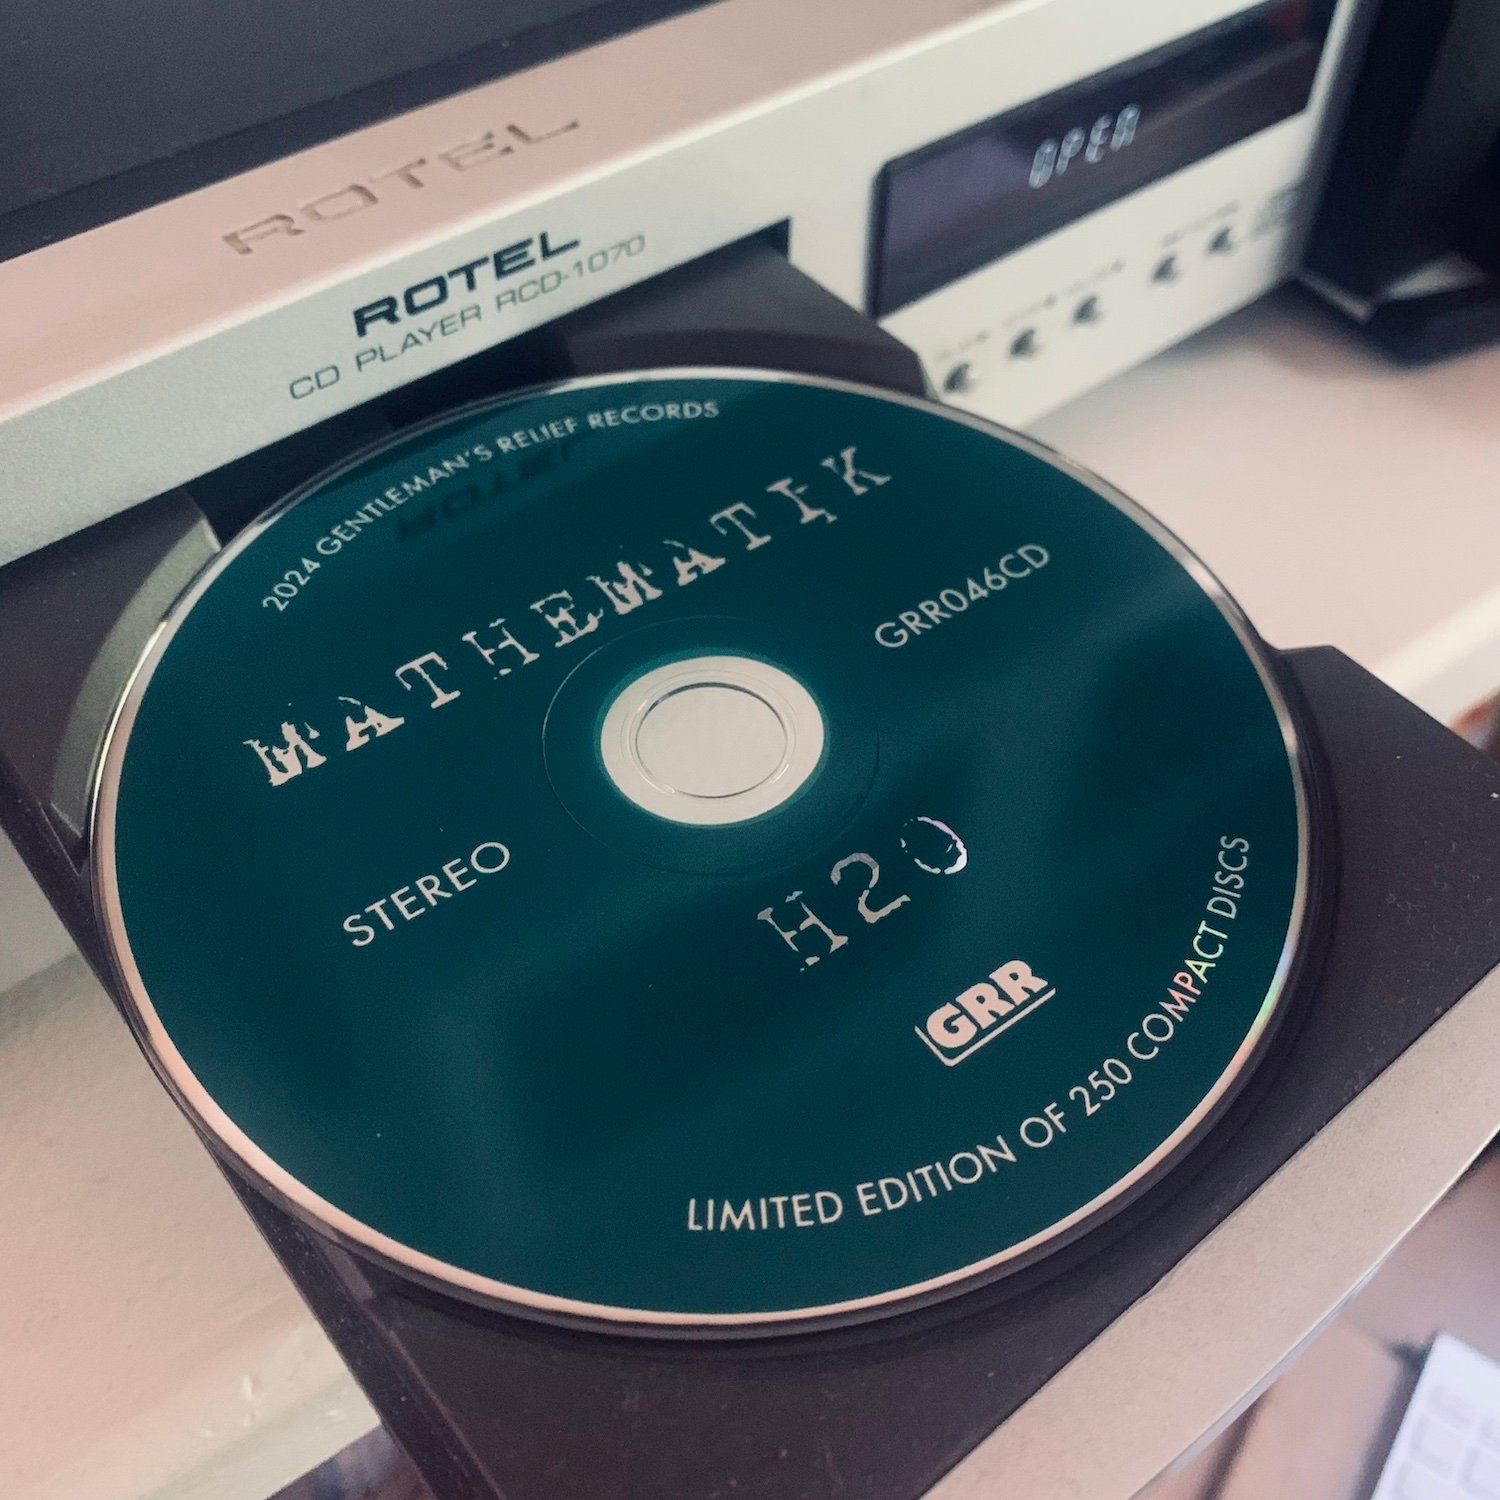 ROTEL
ROTEL
CD PLAYER RCD-1070
OPEN
2024 GENTLEMAN'S RELIEF RECORDS
MATHEMATIK
GRR046CD
STEREO
H2O
GRR
LIMITED EDITION OF 250 COMPACT DISCS